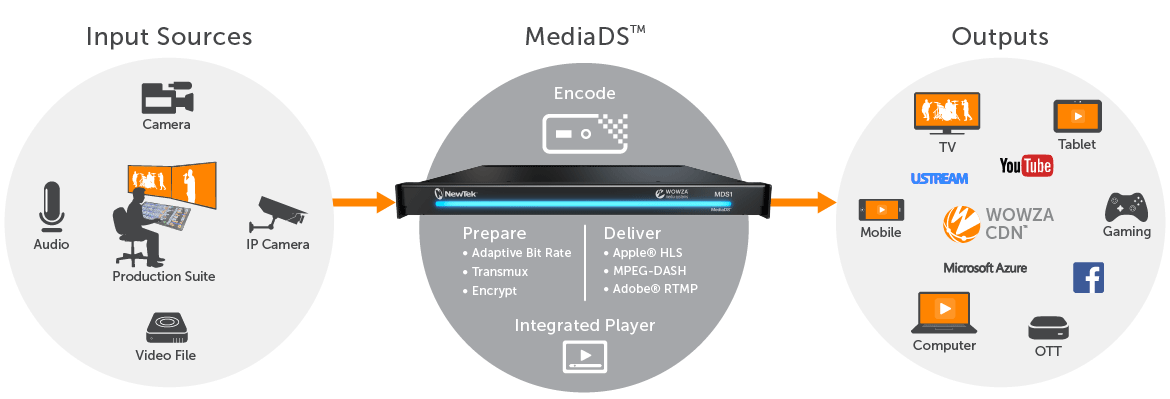 Input Sources
Camera
Audio
IP Camera
Production Suite
Video File
MediaDS™
Encode
NewTek
WOWZA
media systems
MDS1
MediaDS
Prepare
• Adaptive Bit Rate
• Transmux
• Encrypt
Deliver
• Apple® HLS
• MPEG-DASH
• Adobe® RTMP
Integrated Player
Outputs
TV
Tablet
YouTube
USTREAM
Mobile
WOWZA
CDN™
Gaming
Microsoft Azure
f
Computer
OTT